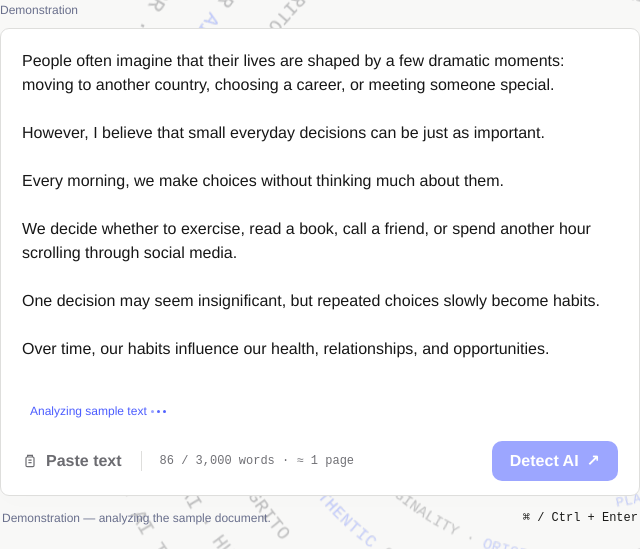 Demonstration
People often imagine that their lives are shaped by a few dramatic moments:
moving to another country, choosing a career, or meeting someone special.
However, I believe that small everyday decisions can be just as important.
Every morning, we make choices without thinking much about them.
We decide whether to exercise, read a book, call a friend, or spend another hour
scrolling through social media.
One decision may seem insignificant, but repeated choices slowly become habits.
Over time, our habits influence our health, relationships, and opportunities.
Analyzing sample text
Paste text
86 / 3,000 words · ≈ 1 page
Detect AI ↗
Demonstration — analyzing the sample document.
⌘ / Ctrl + Enter